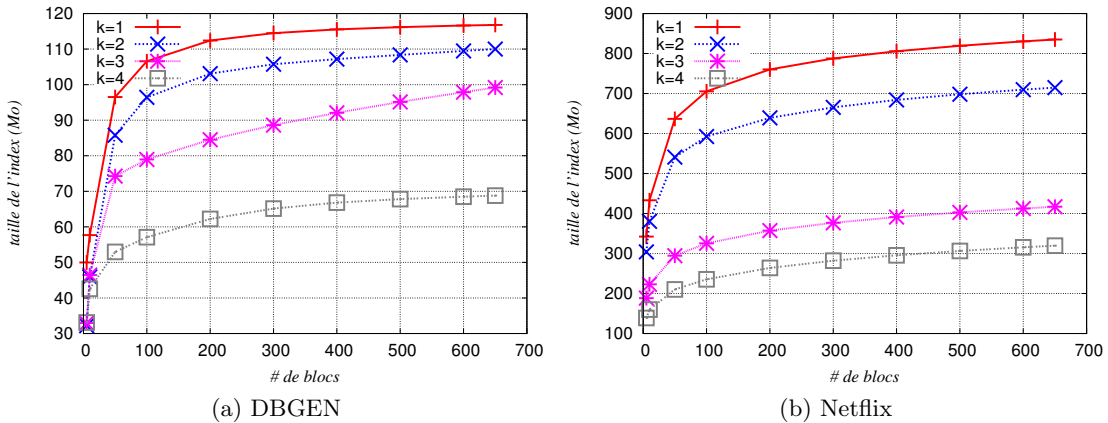 120
110
100
90
80
70
60
50
40
30
taille de l'index (Mo)
k=1
k=2
k=3
k=4
0 100 200 300 400 500 600 700
# de blocs
(a) DBGEN
900
800
700
600
500
400
300
200
100
taille de l'index (Mo)
k=1
k=2
k=3
k=4
0 100 200 300 400 500 600 700
# de blocs
(b) Netflix